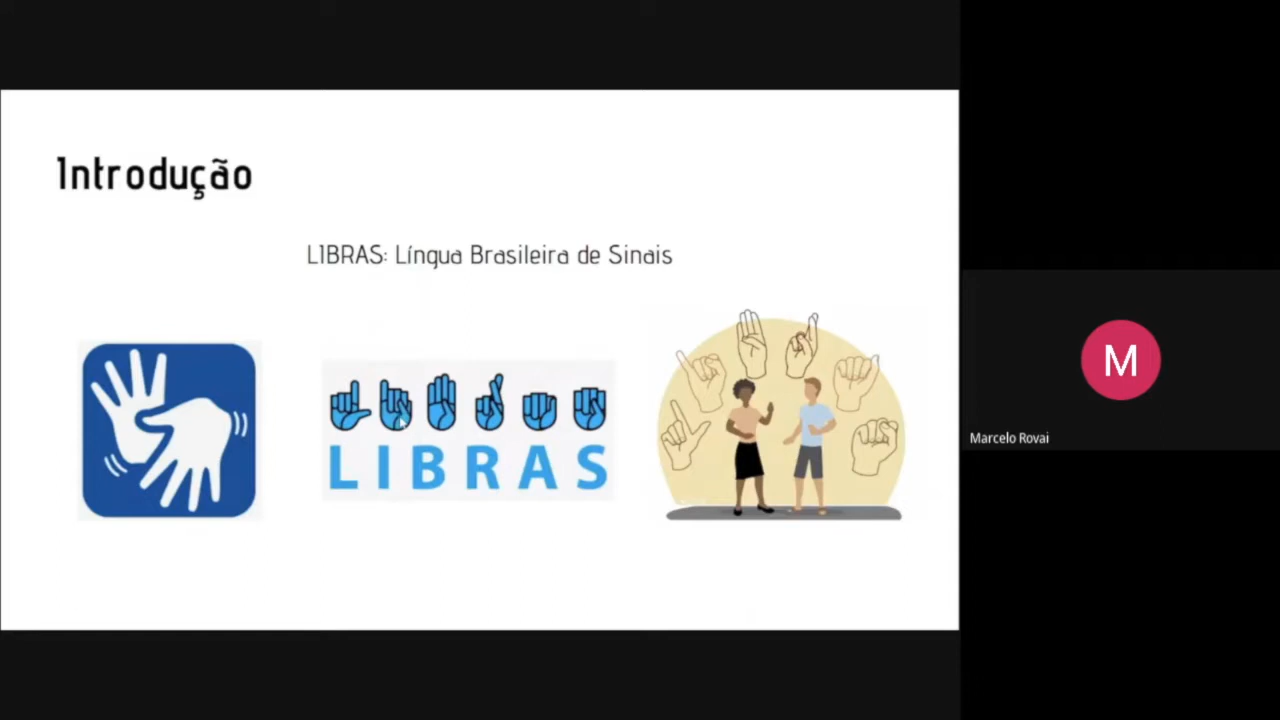 Introdução
LIBRAS: Língua Brasileira de Sinais
LIBRAS
M
Marcelo Rovai